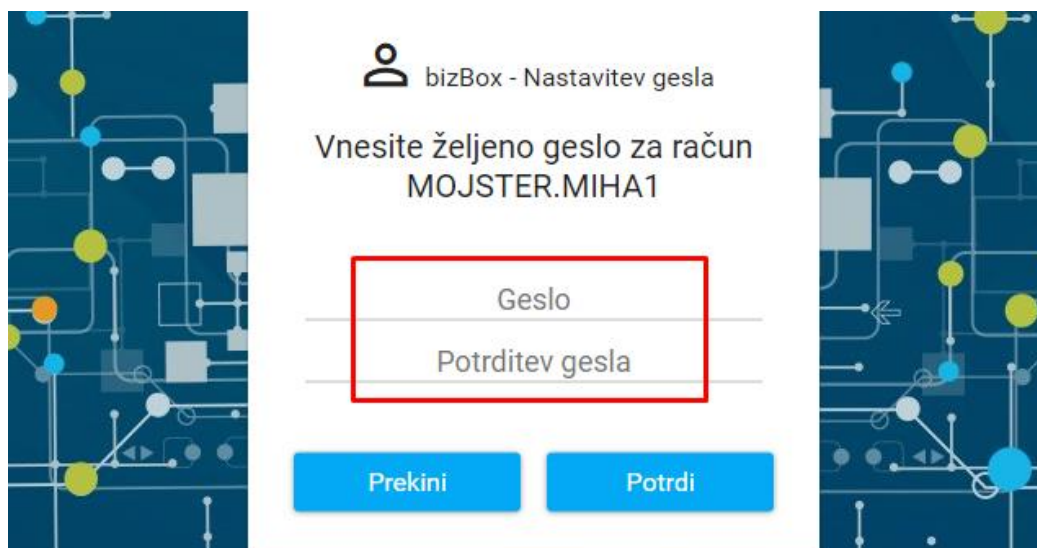 bizBox - Nastavitev gesla
Vnesite željeno geslo za račun
MOJSTER.MIHA1
Geslo
Potrditev gesla
Prekini
Potrdi